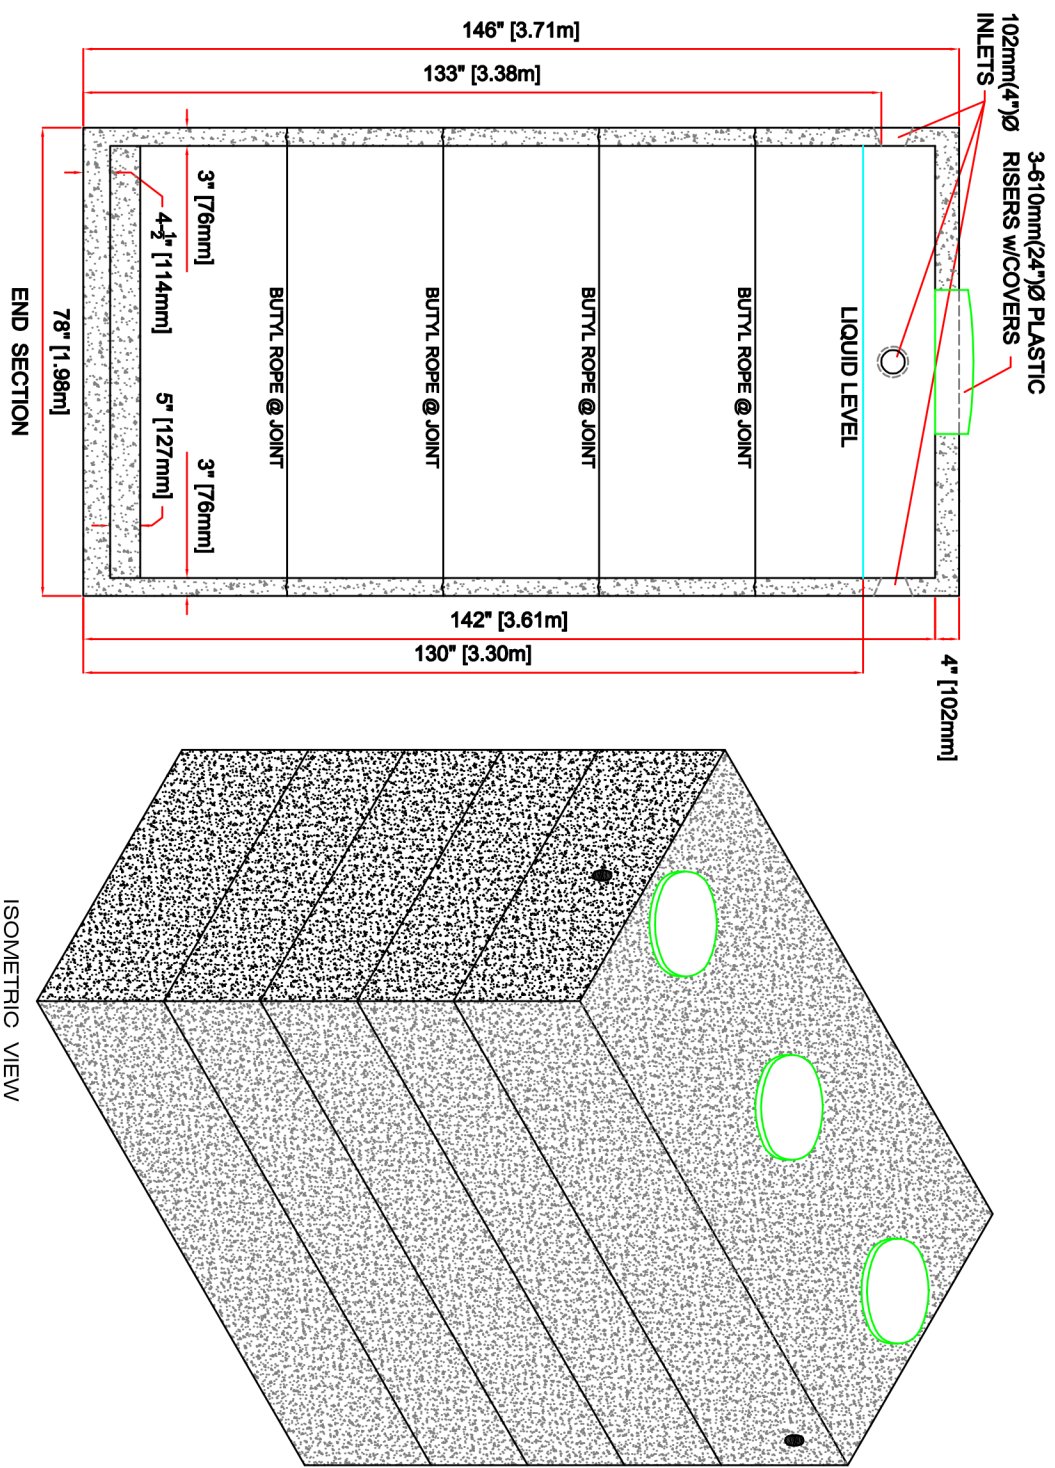 102mm(4")Ø
INLETS
3-610mm(24")Ø PLASTIC
RISERS w/COVERS
146" [3.71m]
133" [3.38m]
LIQUID LEVEL
BUTYL ROPE @ JOINT
BUTYL ROPE @ JOINT
BUTYL ROPE @ JOINT
BUTYL ROPE @ JOINT
3" [76mm]
3" [76mm]
4-1/2" [114mm]
5" [127mm]
78" [1.98m]
4" [102mm]
142" [3.61m]
130" [3.30m]
END SECTION
ISOMETRIC VIEW